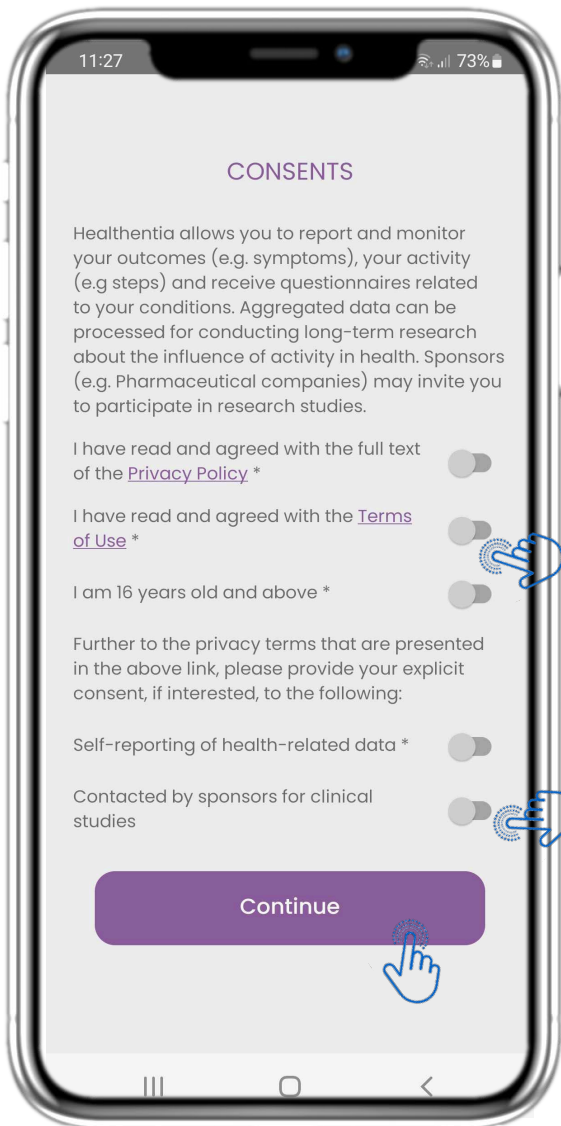 11:27
73%
CONSENTS
Healthentia allows you to report and monitor
your outcomes (e.g. symptoms), your activity
(e.g steps) and receive questionnaires related
to your conditions. Aggregated data can be
processed for conducting long-term research
about the influence of activity in health. Sponsors
(e.g. Pharmaceutical companies) may invite you
to participate in research studies.
I have read and agreed with the full text
of the Privacy Policy *
I have read and agreed with the Terms
of Use *
I am 16 years old and above *
Further to the privacy terms that are presented
in the above link, please provide your explicit
consent, if interested, to the following:
Self-reporting of health-related data *
Contacted by sponsors for clinical
studies
Continue